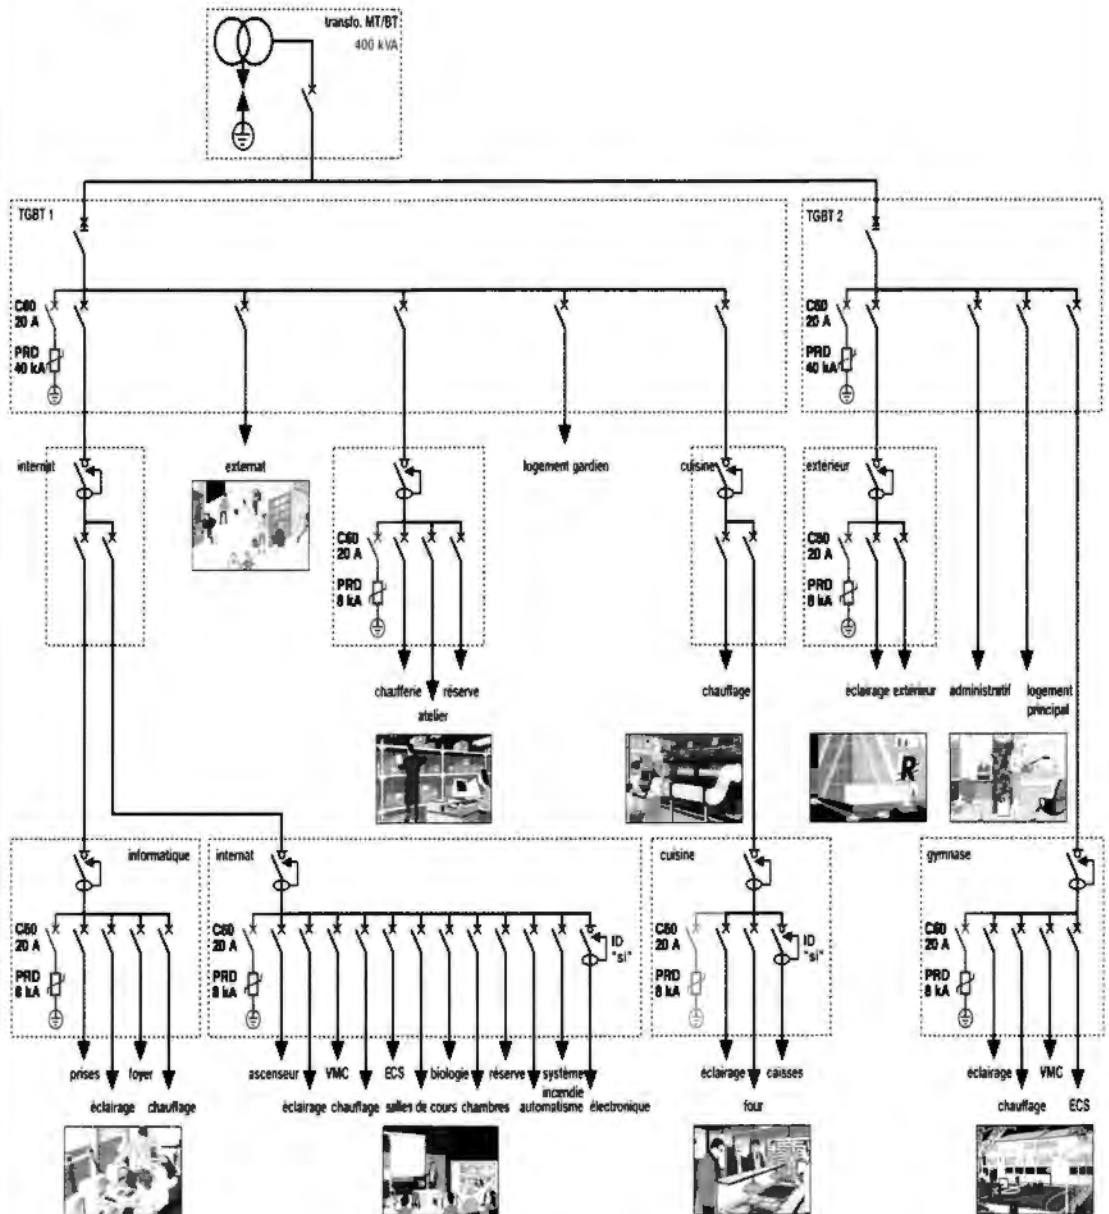 transfo. MT/BT
400 kVA
TGBT 1
TGBT 2
C60
20 A
PRD
40 kA
C60
20 A
PRD
40 kA
internat
externat
logement gardien
cuisine
extérieur
C60
20 A
PRD
8 kA
C60
20 A
PRD
8 kA
chaufferie
réserve
atelier
chauffage
éclairage extérieur
administratif
logement
principal
informatique
internat
cuisine
gymnase
C60
20 A
PRD
8 kA
C60
20 A
PRD
8 kA
ID
"si"
C60
20 A
PRD
8 kA
ID
"si"
C60
20 A
PRD
8 kA
prises
foyer
éclairage
chauffage
ascenseur
VMC
ECS
biologie
réserve
système
incendie
éclairage
chauffage
salles de cours
chambres
automatisme
électronique
éclairage
caisses
four
éclairage
VMC
chauffage
ECS